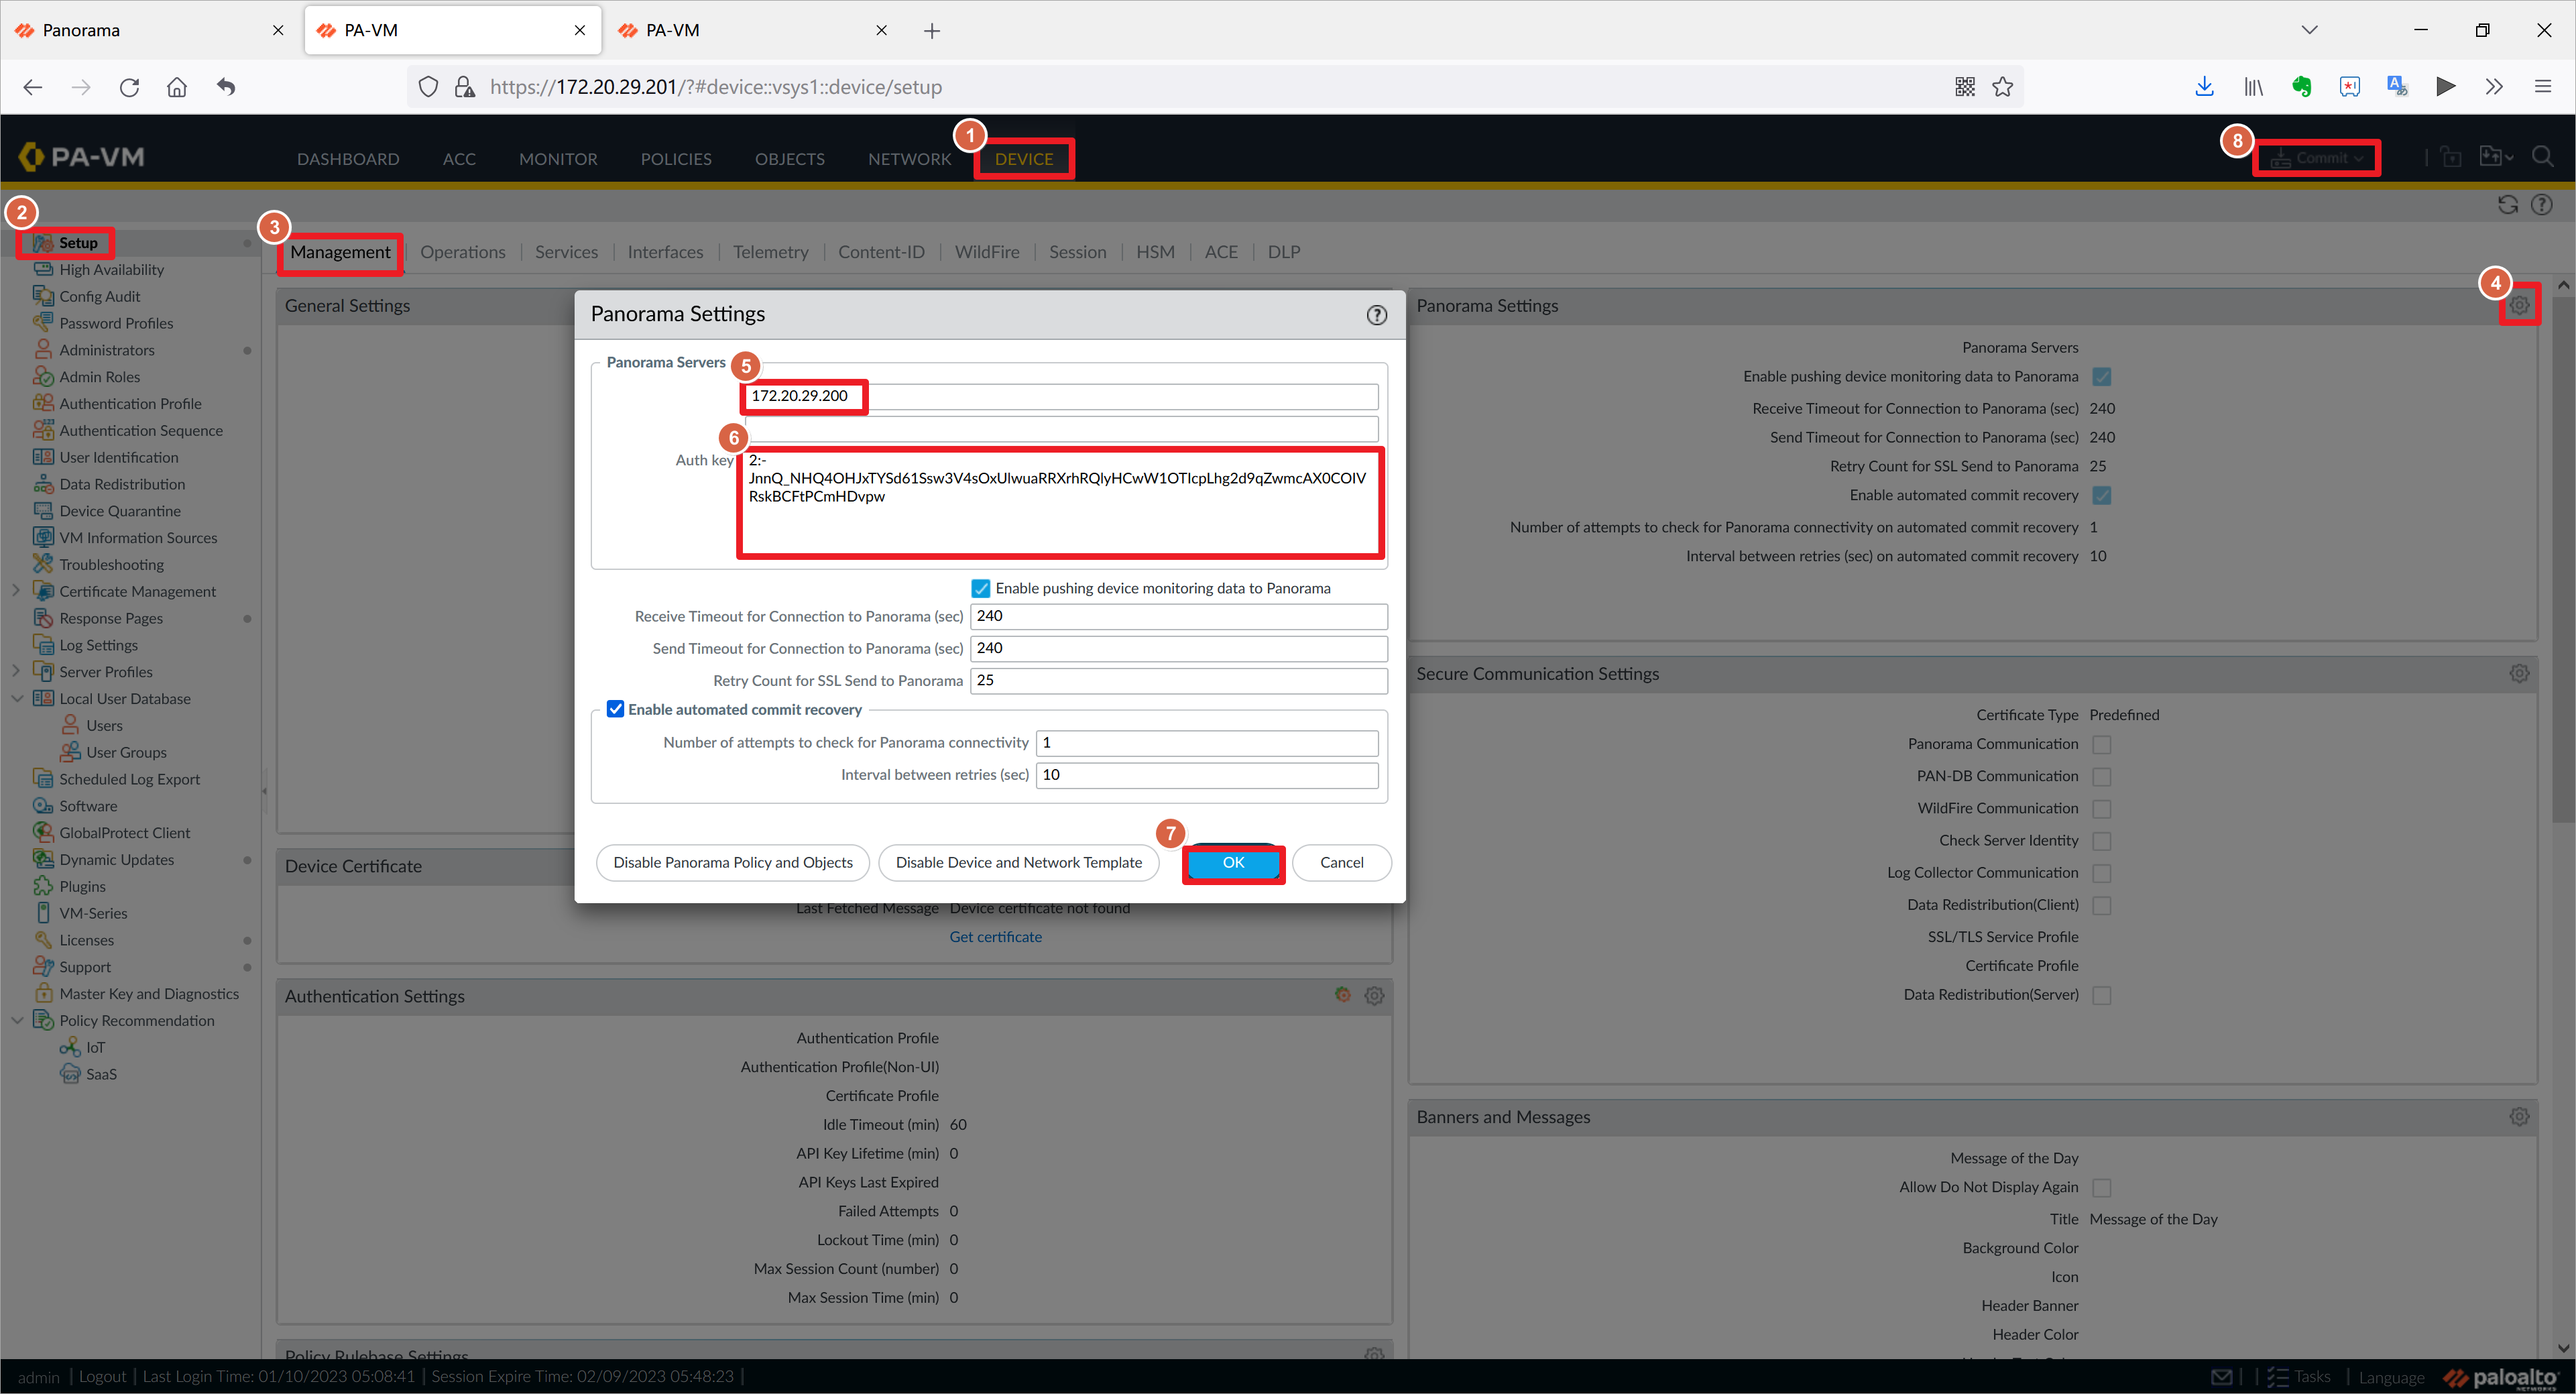 Panorama
PA-VM
PA-VM
https://172.20.29.201/?#device::vsys1::device/setup
PA-VM
DASHBOARD
ACC
MONITOR
POLICIES
OBJECTS
NETWORK
1
DEVICE
8
Commit
2
3
Setup
High Availability
Config Audit
Password Profiles
Administrators
Admin Roles
Authentication Profile
Authentication Sequence
User Identification
Data Redistribution
Device Quarantine
VM Information Sources
Troubleshooting
Certificate Management
Response Pages
Log Settings
Server Profiles
Local User Database
Users
User Groups
Scheduled Log Export
Software
GlobalProtect Client
Dynamic Updates
Plugins
VM-Series
Licenses
Support
Master Key and Diagnostics
Policy Recommendation
IoT
SaaS
Management
Operations
Services
Interfaces
Telemetry
Content-ID
WildFire
Session
HSM
ACE
DLP
General Settings
Panorama Settings
Panorama Servers
5
172.20.29.200
6
Auth key
2:-
JnnQ_NHQ4OHJxTYSd61Ssw3V4sOxUlwuaRRXrhRQlyHCwW1OTIcpLhg2d9qZwmcAX0COIV
RskBCFtPCmHDvpw
Enable pushing device monitoring data to Panorama
Receive Timeout for Connection to Panorama (sec) 240
Send Timeout for Connection to Panorama (sec) 240
Retry Count for SSL Send to Panorama 25
Enable automated commit recovery
Number of attempts to check for Panorama connectivity 1
Interval between retries (sec) 10
7
Disable Panorama Policy and Objects
Disable Device and Network Template
OK
Cancel
Device Certificate
Last Fetched Message Device certificate not found
Get certificate
Authentication Settings
Authentication Profile
Authentication Profile(Non-UI)
Certificate Profile
Idle Timeout (min) 60
API Key Lifetime (min) 0
API Keys Last Expired
Failed Attempts 0
Lockout Time (min) 0
Max Session Count (number) 0
Max Session Time (min) 0
Policy Rulebase Settings
4
Panorama Settings
Panorama Servers
Enable pushing device monitoring data to Panorama
Receive Timeout for Connection to Panorama (sec) 240
Send Timeout for Connection to Panorama (sec) 240
Retry Count for SSL Send to Panorama 25
Enable automated commit recovery
Number of attempts to check for Panorama connectivity on automated commit recovery 1
Interval between retries (sec) on automated commit recovery 10
Secure Communication Settings
Certificate Type Predefined
Panorama Communication
PAN-DB Communication
WildFire Communication
Check Server Identity
Log Collector Communication
Data Redistribution(Client)
SSL/TLS Service Profile
Certificate Profile
Data Redistribution(Server)
Banners and Messages
Message of the Day
Allow Do Not Display Again
Title Message of the Day
Background Color
Icon
Header Banner
Header Color
admin
Logout
Last Login Time: 01/10/2023 05:08:41
Session Expire Time: 02/09/2023 05:48:23
Tasks
Language
paloalto
NETWORKS